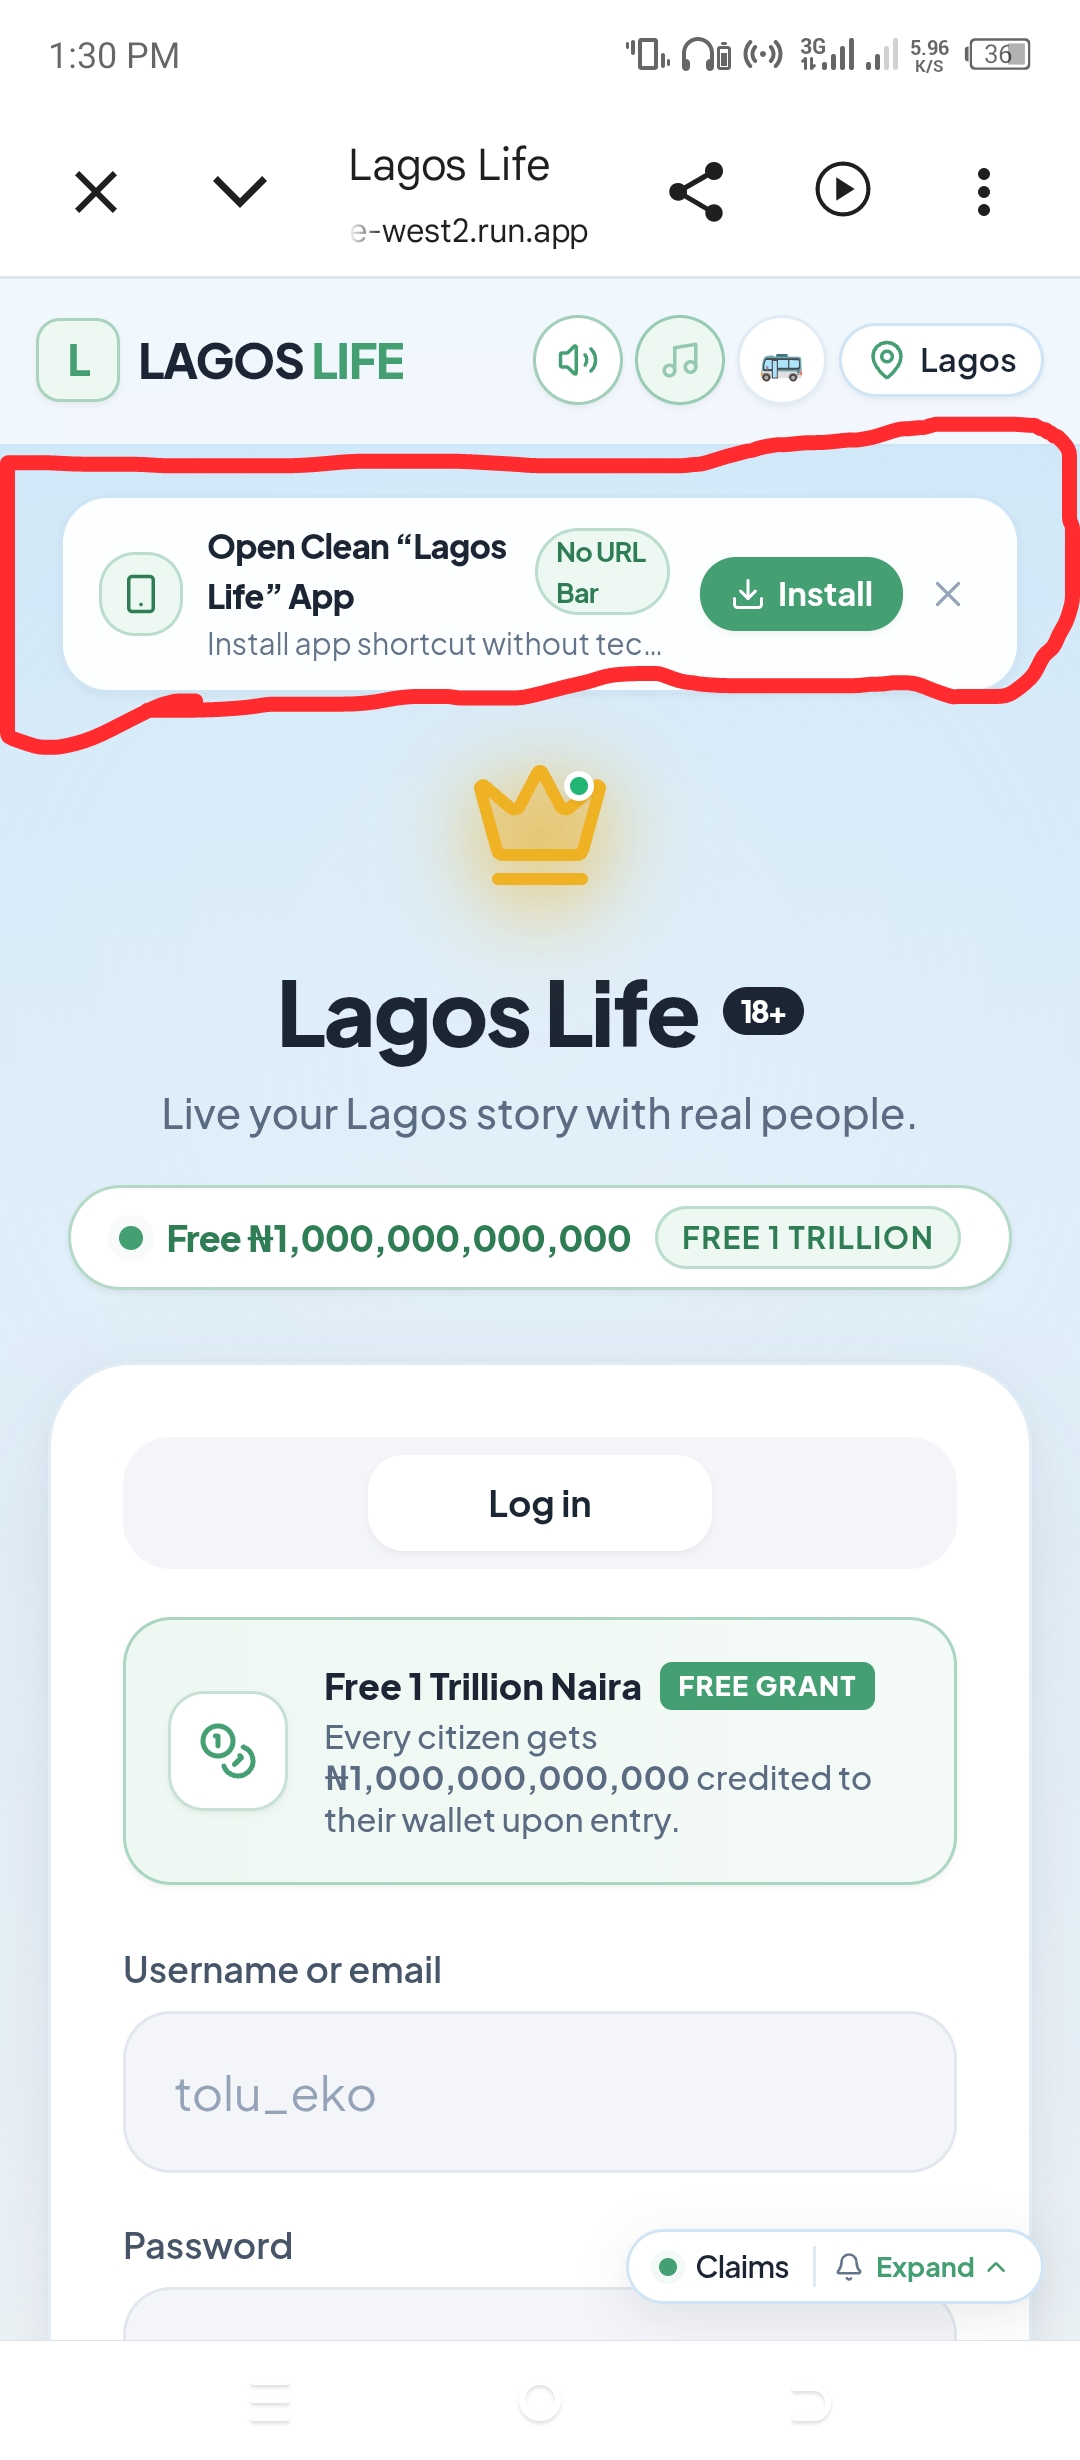 1:30 PM
3G
5.96
K/S
36
Lagos Life
e-west2.run.app
L
LAGOS LIFE
Lagos
Open Clean “Lagos
Life” App
No URL
Bar
Install app shortcut without tec...
Install
Lagos Life
18+
Live your Lagos story with real people.
Free ₦1,000,000,000,000
FREE 1 TRILLION
Log in
Free 1 Trillion Naira
FREE GRANT
Every citizen gets
₦1,000,000,000,000 credited to
their wallet upon entry.
Username or email
tolu_eko
Password
Claims
Expand